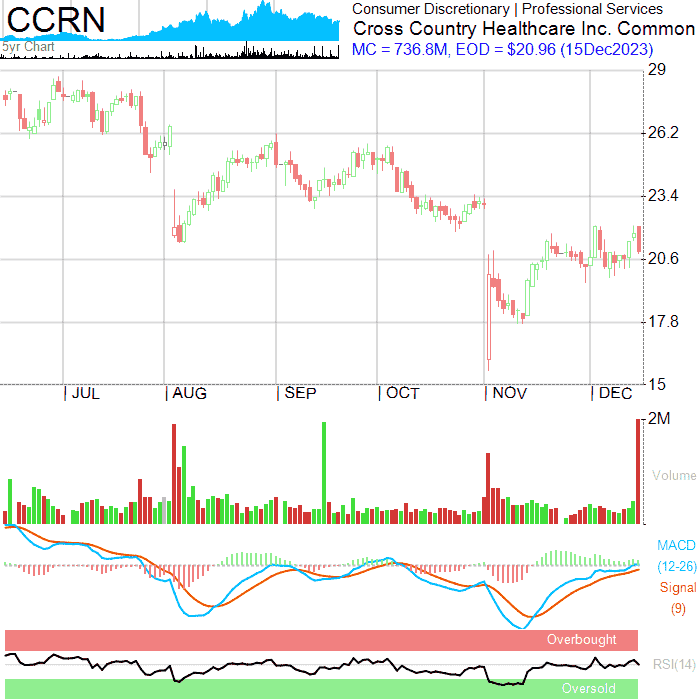 CCRN
5yr Chart
Consumer Discretionary | Professional Services
Cross Country Healthcare Inc. Common
MC = 736.8M, EOD = $20.96 (15Dec2023)
29
26.2
23.4
20.6
17.8
15
| JUL | AUG | SEP | OCT | NOV | DEC
2M
Volume
MACD
(12-26)
Signal
(9)
Overbought
RSI(14)
Oversold